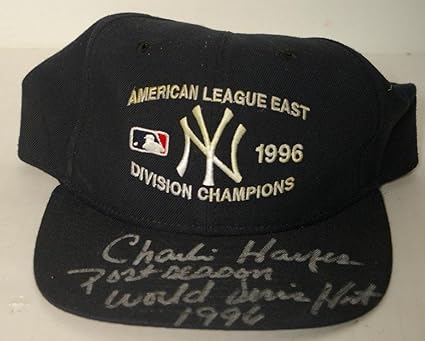 AMERICAN LEAGUE EAST
NY 1996
DIVISION CHAMPIONS
Charlie Hayes
Post season
World Series Hat
1996